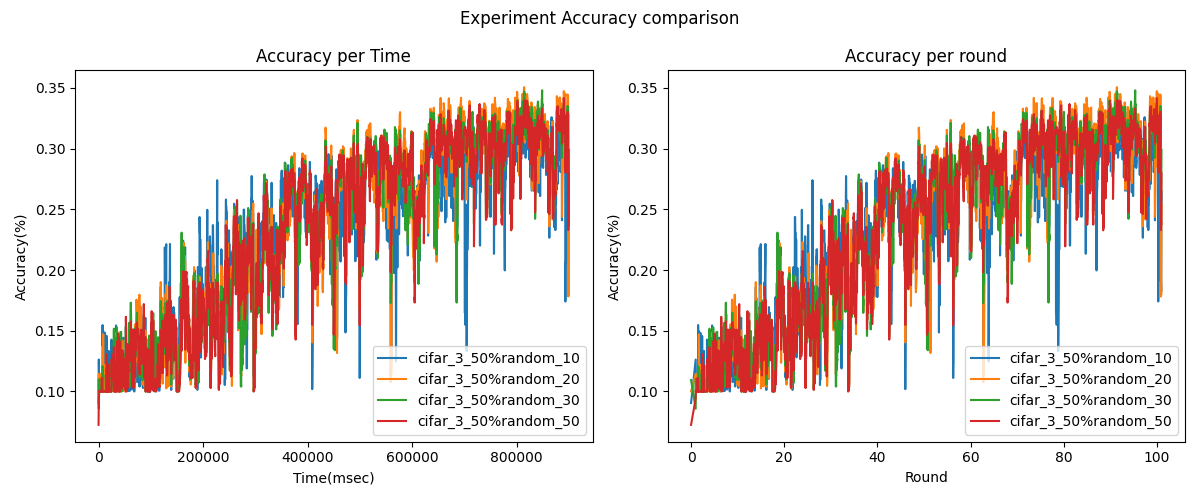 Experiment Accuracy comparison
Accuracy per Time
0.35
0.30
0.25
0.20
0.15
0.10
Accuracy(%)
0
200000
400000
600000
800000
Time(msec)
cifar_3_50%random_10
cifar_3_50%random_20
cifar_3_50%random_30
cifar_3_50%random_50
Accuracy per round
0.35
0.30
0.25
0.20
0.15
0.10
Accuracy(%)
0
20
40
60
80
100
Round
cifar_3_50%random_10
cifar_3_50%random_20
cifar_3_50%random_30
cifar_3_50%random_50